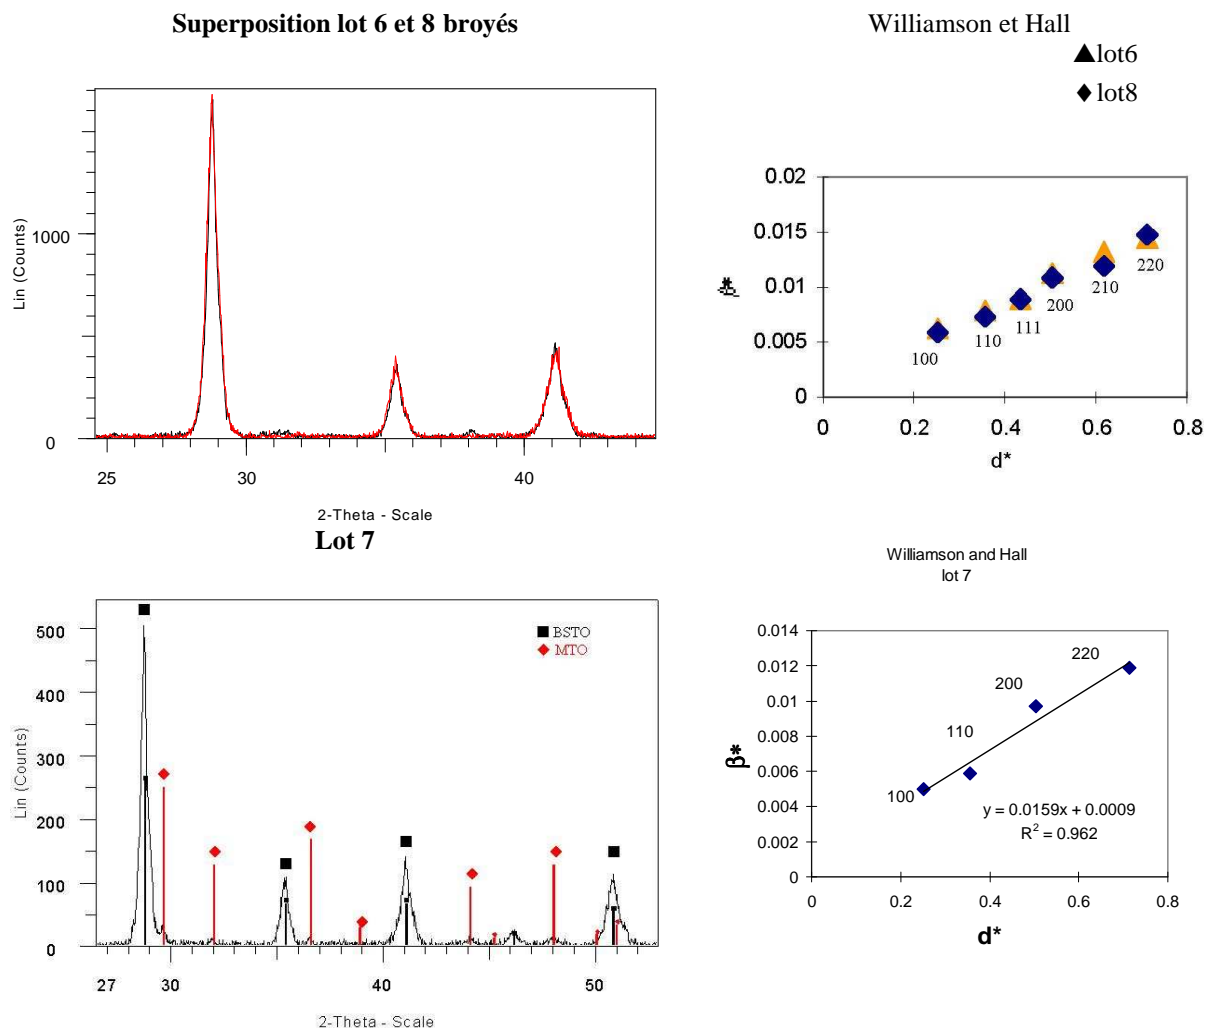 Superposition lot 6 et 8 broyés
Lin (Counts)
1000
0
25
30
40
2-Theta - Scale
Williamson et Hall
lot6
lot8
0.02
0.015
0.01
0.005
0
β*
100
110
111
200
210
220
0
0.2
0.4
0.6
0.8
d*
Lot 7
Lin (Counts)
500
400
300
200
100
0
BSTO
MTO
27
30
40
50
2-Theta - Scale
Williamson and Hall
lot 7
0.014
0.012
0.01
0.008
0.006
0.004
0.002
0
β*
100
110
200
220
y = 0.0159x + 0.0009
R² = 0.962
0
0.2
0.4
0.6
0.8
d*